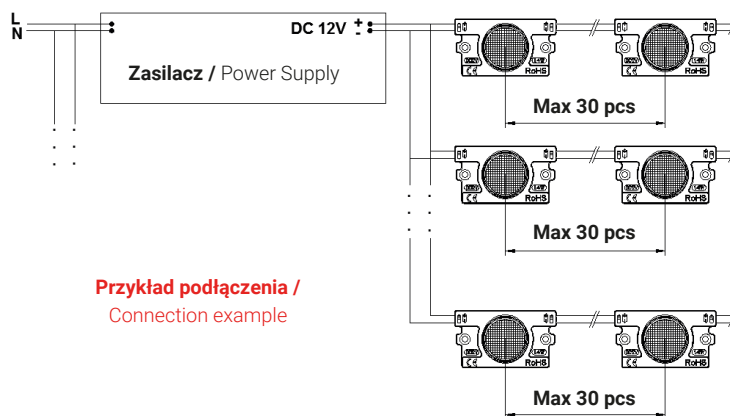 L
N
DC 12V + -
Zasilacz / Power Supply
RoHS RoHS
Max 30 pcs
RoHS RoHS
Max 30 pcs
Przykład podłączenia /
Connection example
RoHS RoHS
Max 30 pcs